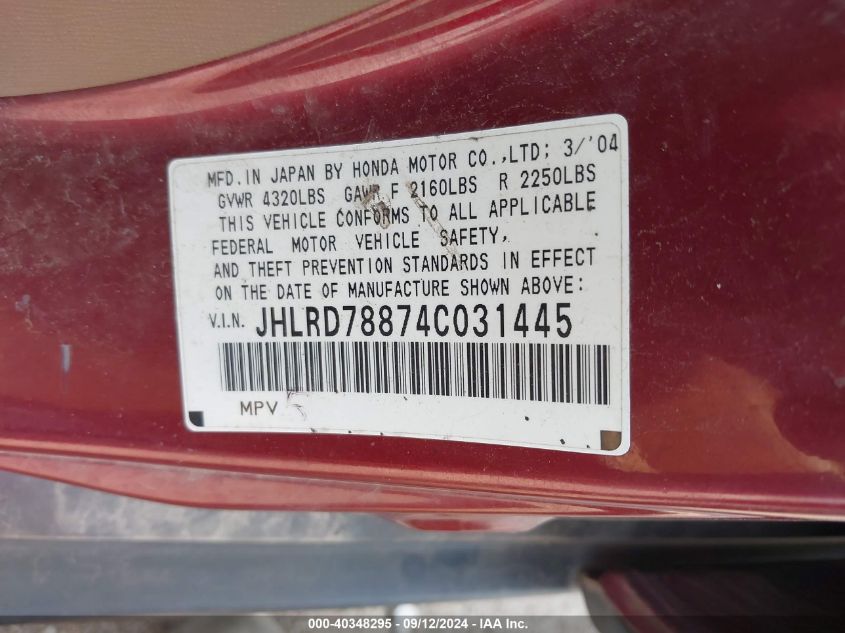 MFD. IN JAPAN BY HONDA MOTOR CO.,LTD; 3/'04
GVWR 4320LBS GAWR F 2160LBS R 2250LBS
THIS VEHICLE CONFORMS TO ALL APPLICABLE
FEDERAL MOTOR VEHICLE SAFETY,
AND THEFT PREVENTION STANDARDS IN EFFECT
ON THE DATE OF MANUFACTURE SHOWN ABOVE:
V.I.N. JHLRD78874C031445
MPV
000-40348295 - 09/12/2024 - IAA Inc.